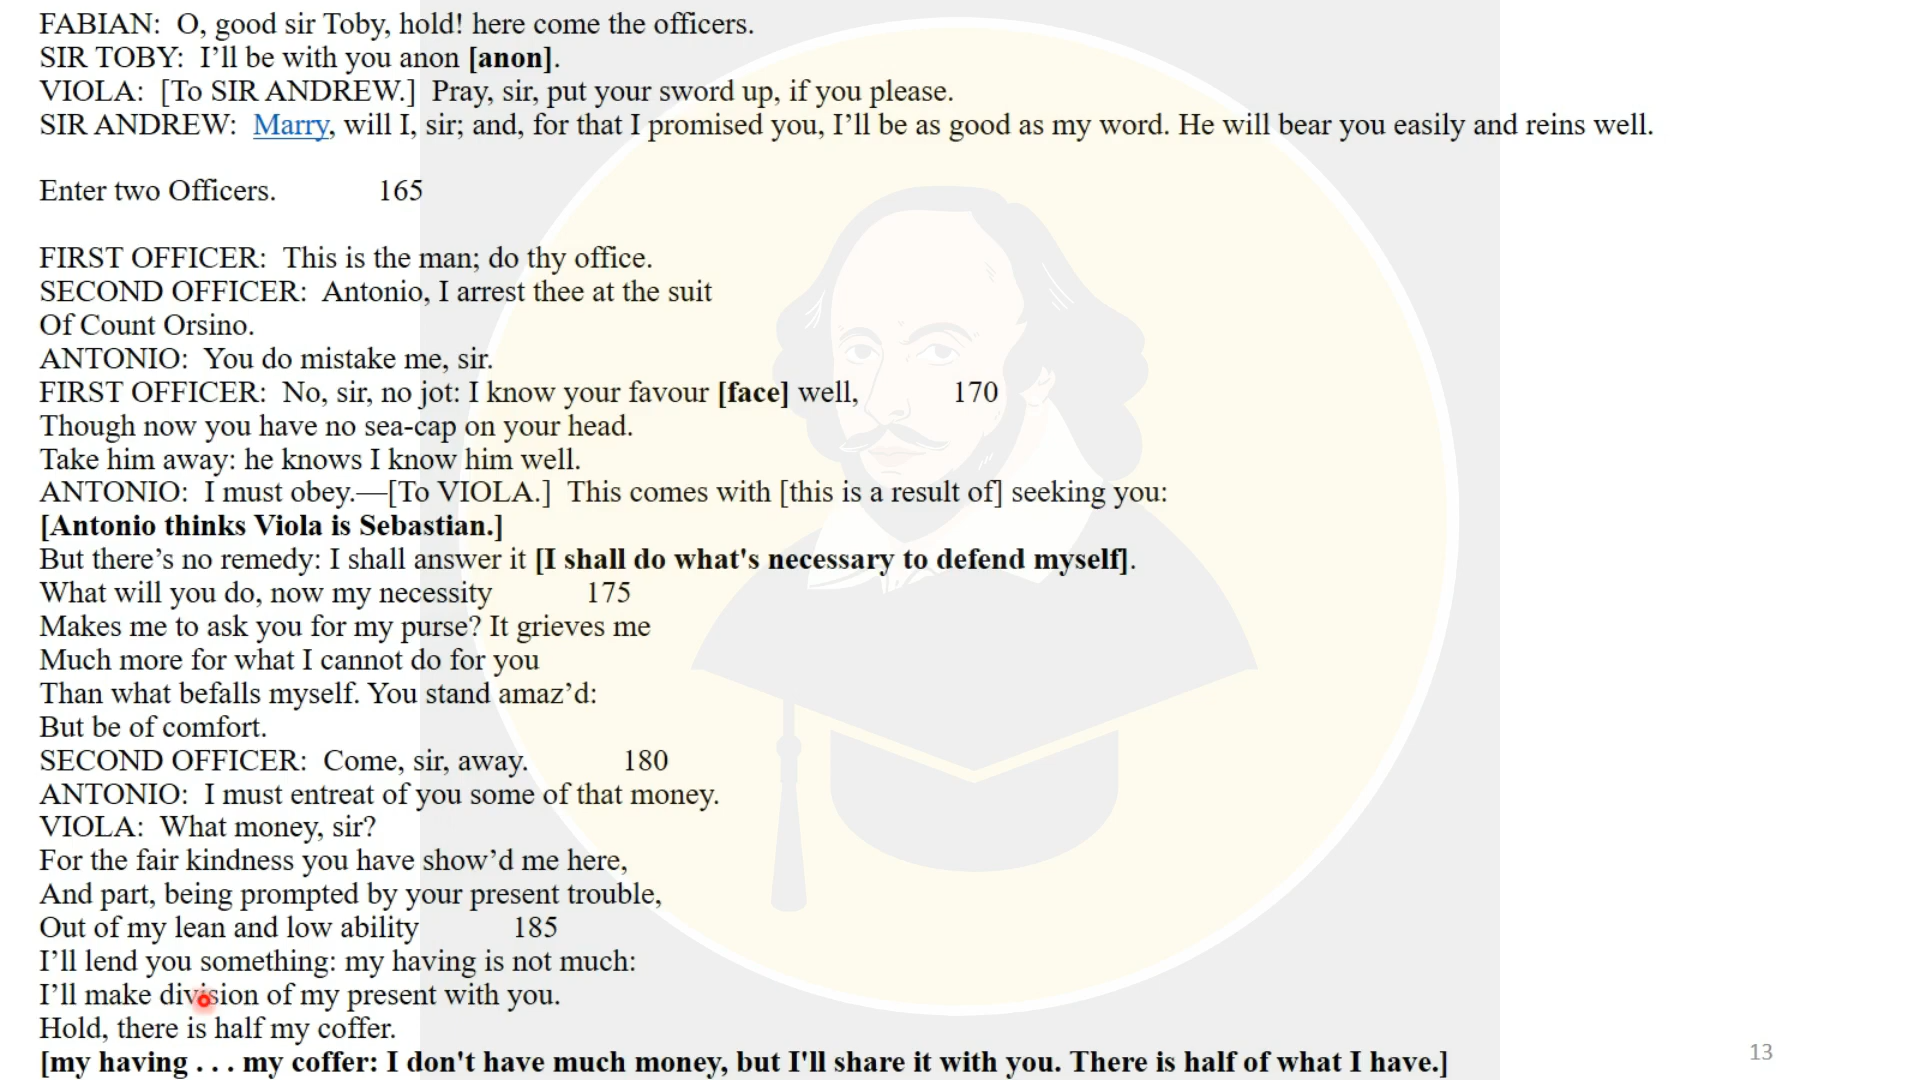 FABIAN:  O, good sir Toby, hold! here come the officers.
SIR TOBY:  I’ll be with you anon [anon].
VIOLA:  [To SIR ANDREW.]  Pray, sir, put your sword up, if you please.
SIR ANDREW:  Marry, will I, sir; and, for that I promised you, I’ll be as good as my word. He will bear you easily and reins well.
Enter two Officers.  165
FIRST OFFICER:  This is the man; do thy office.
SECOND OFFICER:  Antonio, I arrest thee at the suit
Of Count Orsino.
ANTONIO:  You do mistake me, sir.
FIRST OFFICER:  No, sir, no jot: I know your favour [face] well,  170
Though now you have no sea-cap on your head.
Take him away: he knows I know him well.
ANTONIO:  I must obey.—[To VIOLA.]  This comes with [this is a result of] seeking you:
[Antonio thinks Viola is Sebastian.]
But there’s no remedy: I shall answer it [I shall do what's necessary to defend myself].
What will you do, now my necessity  175
Makes me to ask you for my purse? It grieves me
Much more for what I cannot do for you
Than what befalls myself. You stand amaz’d:
But be of comfort.
SECOND OFFICER:  Come, sir, away.  180
ANTONIO:  I must entreat of you some of that money.
VIOLA:  What money, sir?
For the fair kindness you have show’d me here,
And part, being prompted by your present trouble,
Out of my lean and low ability  185
I’ll lend you something: my having is not much:
I’ll make division of my present with you.
Hold, there is half my coffer.
[my having . . . my coffer: I don't have much money, but I'll share it with you. There is half of what I have.]
13